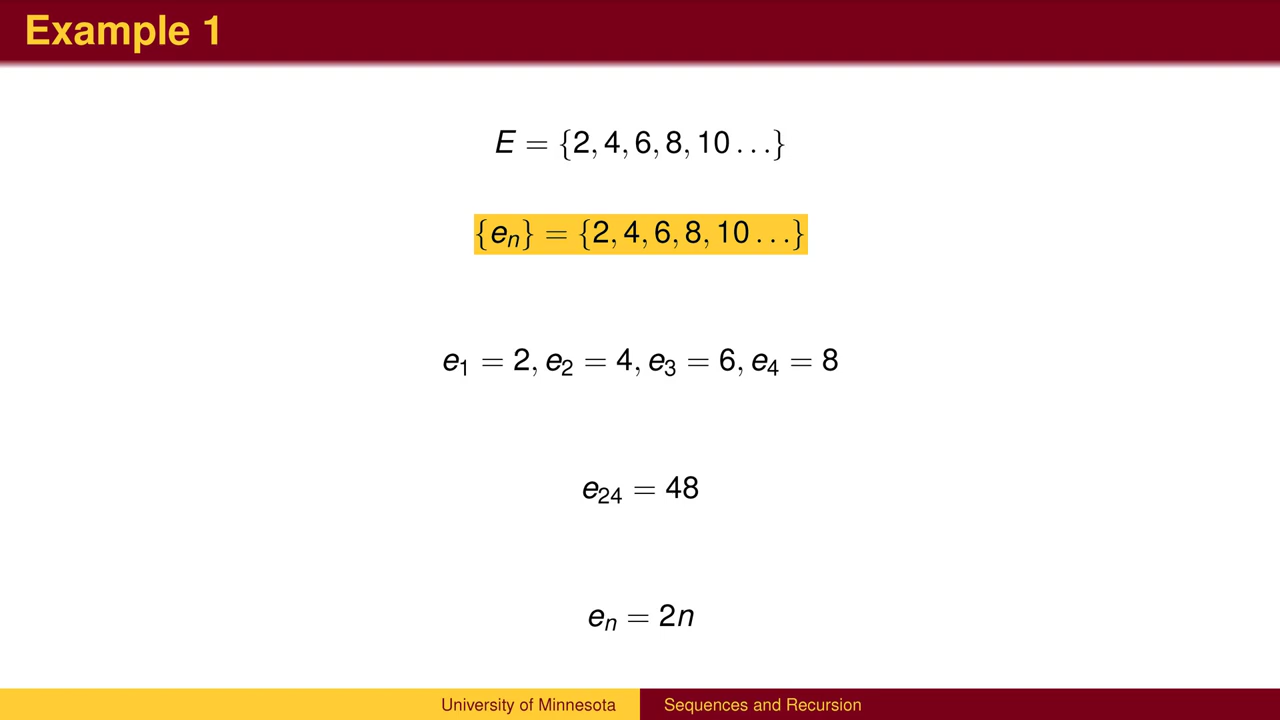 Example 1
E = {2, 4, 6, 8, 10 . . .}
{eₙ} = {2, 4, 6, 8, 10 . . .}
e₁ = 2, e₂ = 4, e₃ = 6, e₄ = 8
e₂₄ = 48
eₙ = 2n
University of Minnesota Sequences and Recursion